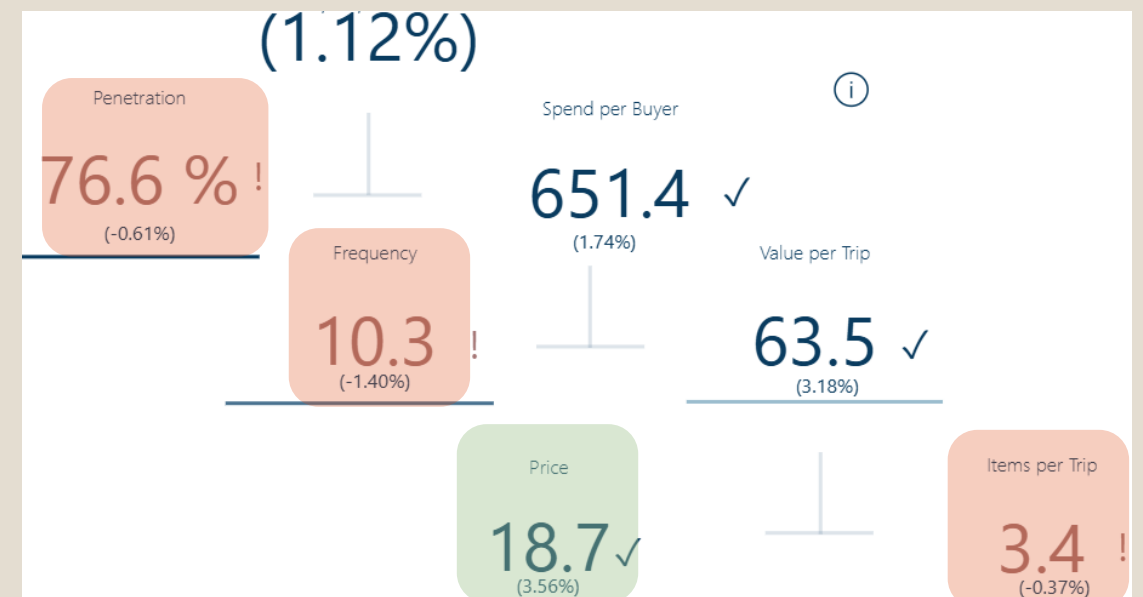 (1.12%)
Penetration
76.6 % !
(-0.61%)
Spend per Buyer
i
651.4 ✓
(1.74%)
Frequency
10.3 !
(-1.40%)
Value per Trip
63.5 ✓
(3.18%)
Price
18.7 ✓
(3.56%)
Items per Trip
3.4 !
(-0.37%)